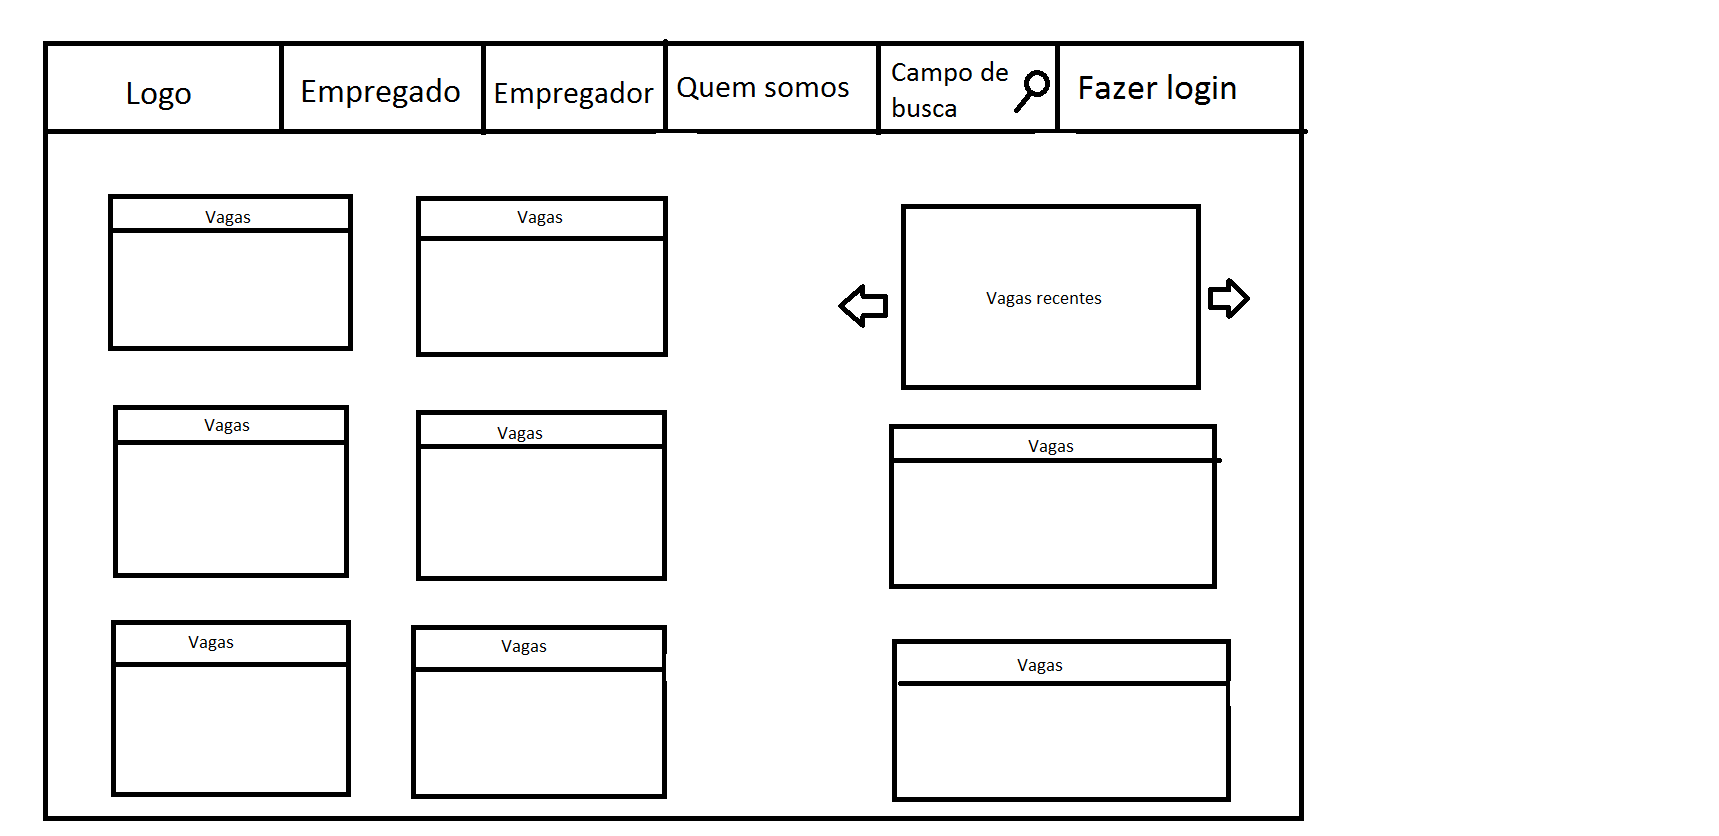 Logo
Empregado
Empregador
Quem somos
Campo de
busca
Fazer login
Vagas
Vagas
Vagas recentes
Vagas
Vagas
Vagas
Vagas
Vagas
Vagas